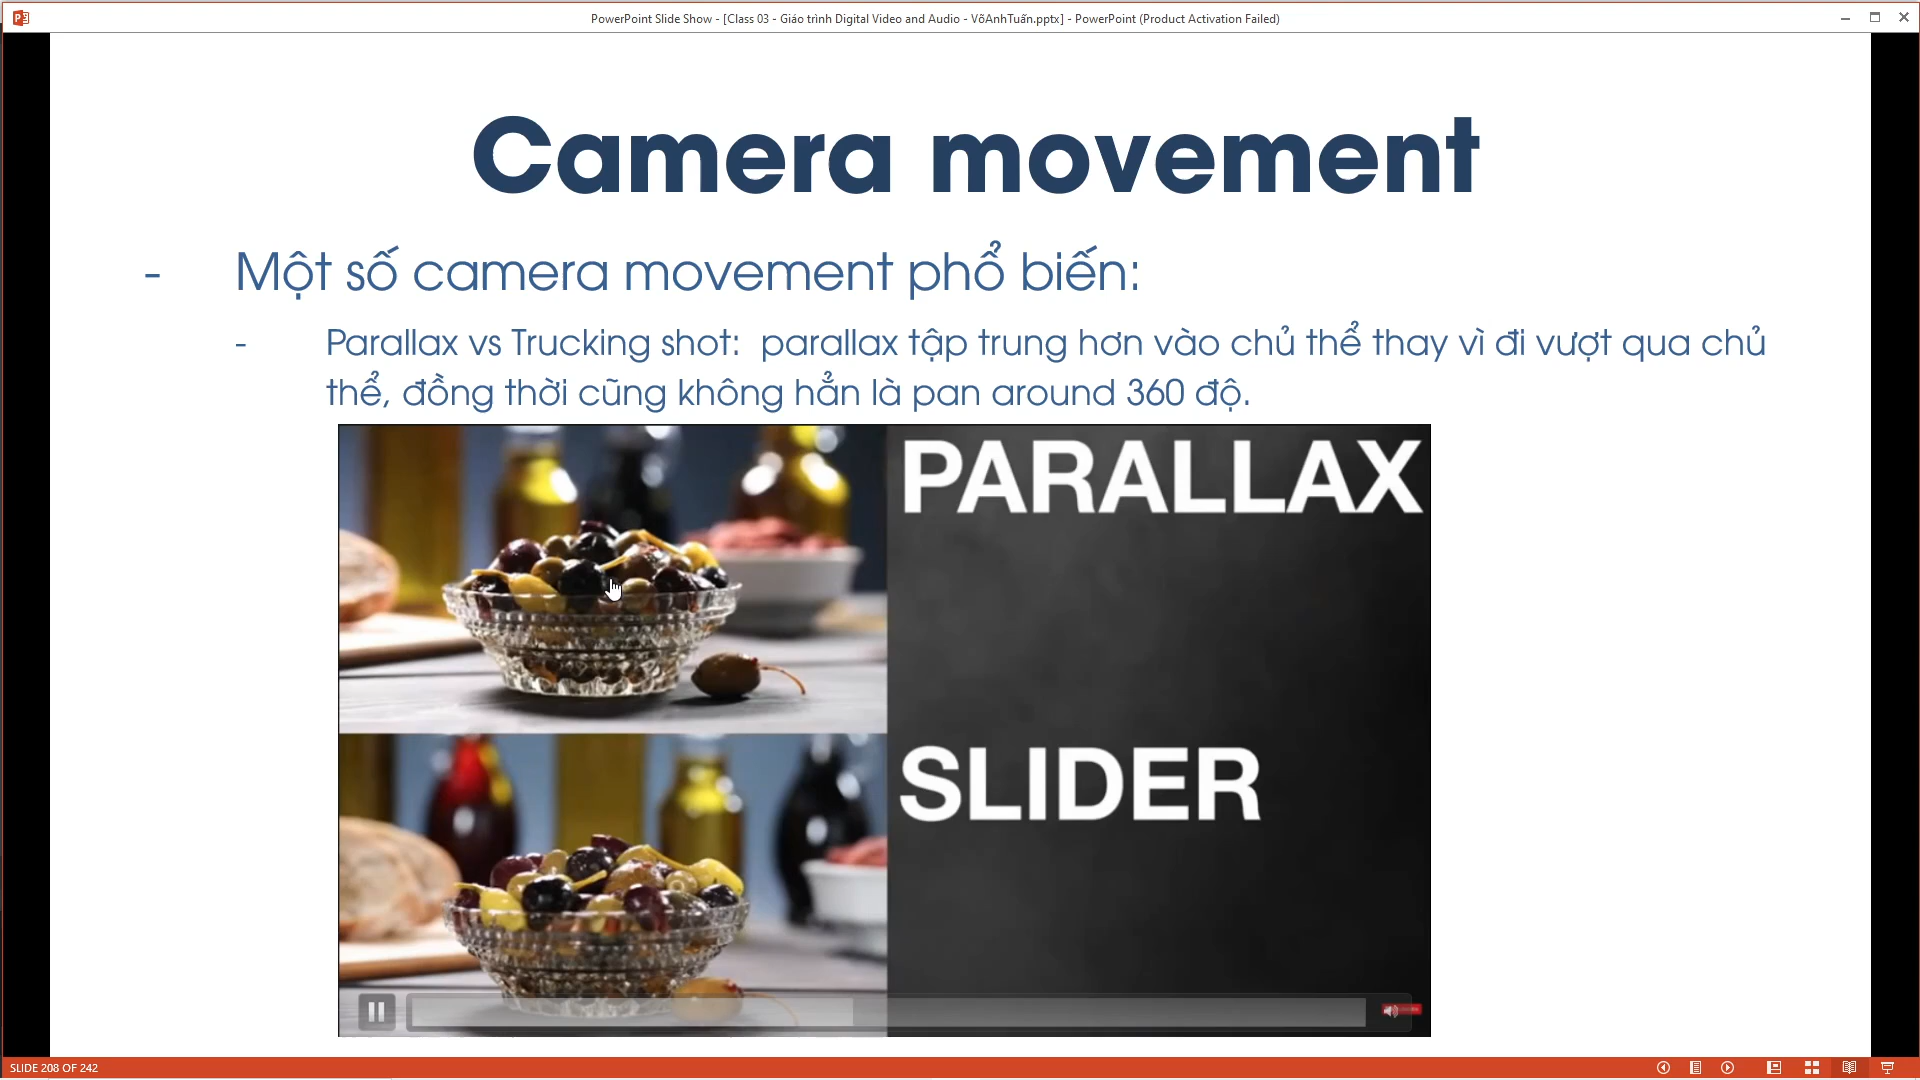 PowerPoint Slide Show - [Class 03 - Giáo trình Digital Video and Audio - VõAnhTuấn.pptx] - PowerPoint (Product Activation Failed)
Camera movement
- Một số camera movement phổ biến:
- Parallax vs Trucking shot: parallax tập trung hơn vào chủ thể thay vì đi vượt qua chủ
thể, đồng thời cũng không hẳn là pan around 360 độ.
PARALLAX
SLIDER
SLIDE 208 OF 242